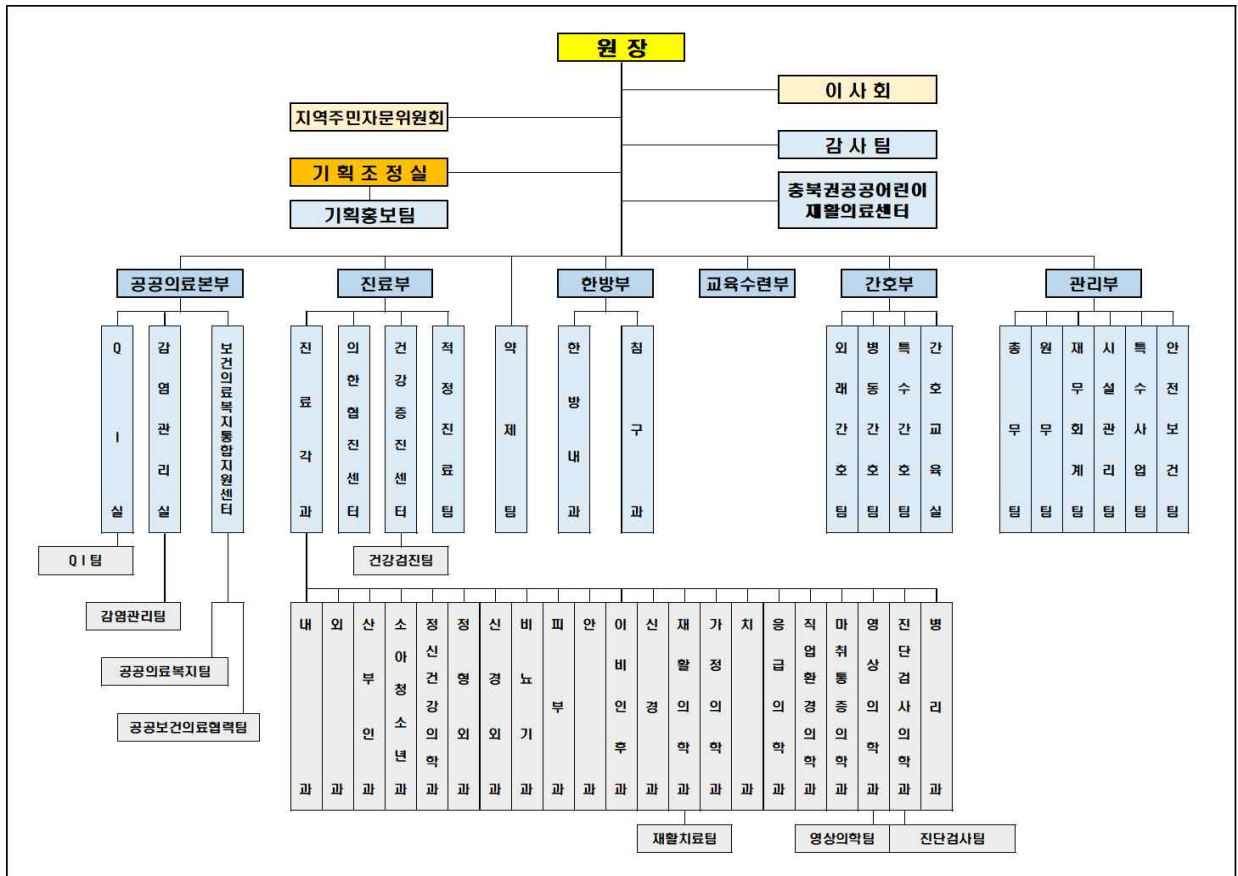 원 장
이 사 회
지역주민자문위원회
감 사 팀
기 획 조 정 실
충북권공공어린이
재활의료센터
기획홍보팀
공공의료본부
진료부
한방부
교육수련부
간호부
관리부
Q I 실
감염관리실
보건의료복지통합지원센터
진료각과
의한협진센터
건강증진센터
적정진료팀
약제팀
한방내과
침구과
외래간호팀
병동간호팀
특수간호팀
간호교육실
총무팀
원무팀
재무회계팀
시설관리팀
특수사업팀
안전보건팀
Q I 팀
건강검진팀
감염관리팀
공공의료복지팀
공공보건의료협력팀
내과
외과
산부인과
소아청소년과
정신건강의학과
정형외과
신경외과
비뇨기과
피부과
안과
이비인후과
신경과
재활의학과
가정의학과
치과
응급의학과
직업환경의학과
마취통증의학과
영상의학과
진단검사의학과
병리과
재활치료팀
영상의학팀
진단검사팀